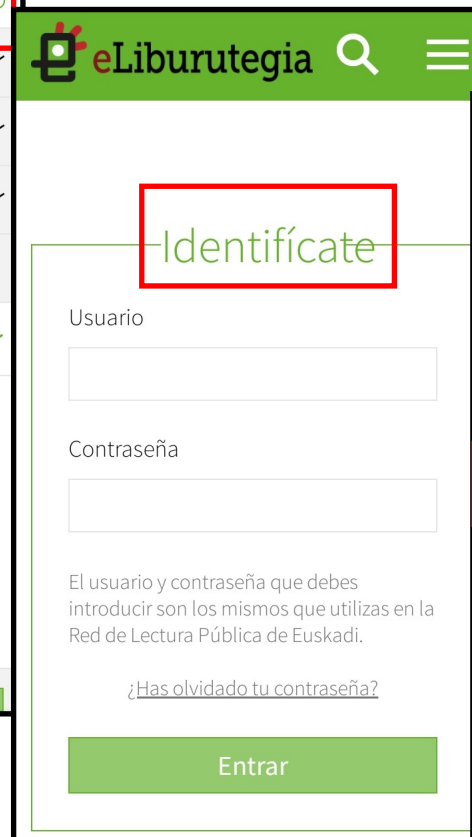 eLiburutegia
Identifícate
Usuario
Contraseña
El usuario y contraseña que debes
introducir son los mismos que utilizas en la
Red de Lectura Pública de Euskadi.
¿Has olvidado tu contraseña?
Entrar